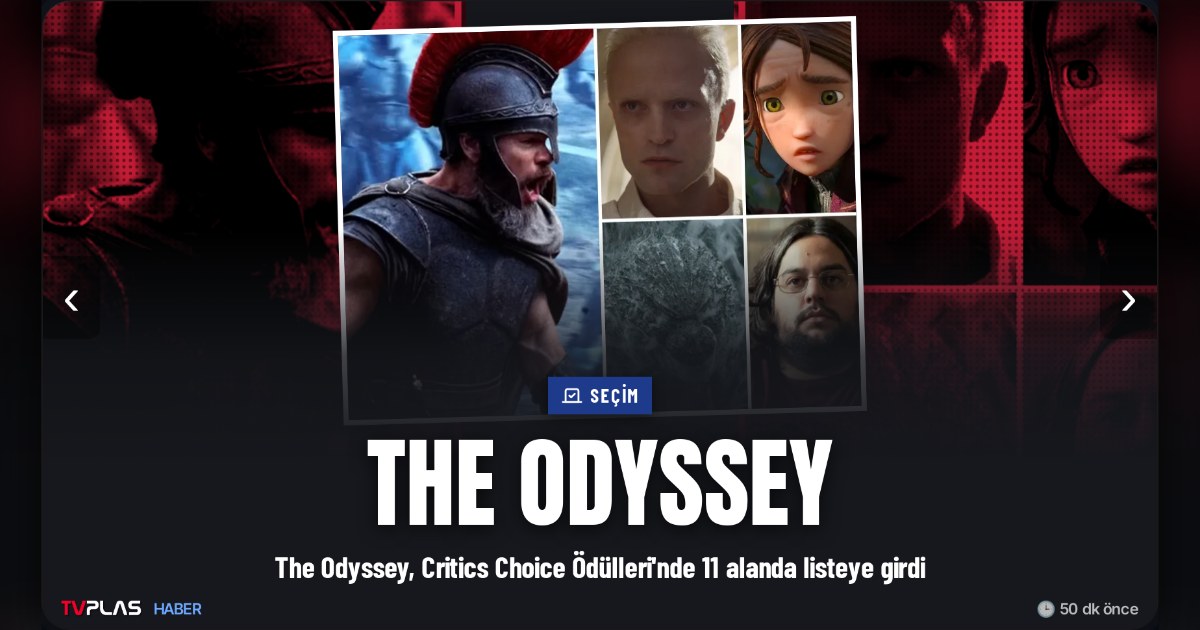 SEÇİM
THE ODYSSEY
The Odyssey, Critics Choice Ödülleri'nde 11 alanda listeye girdi
TVPLAS HABER
50 dk önce